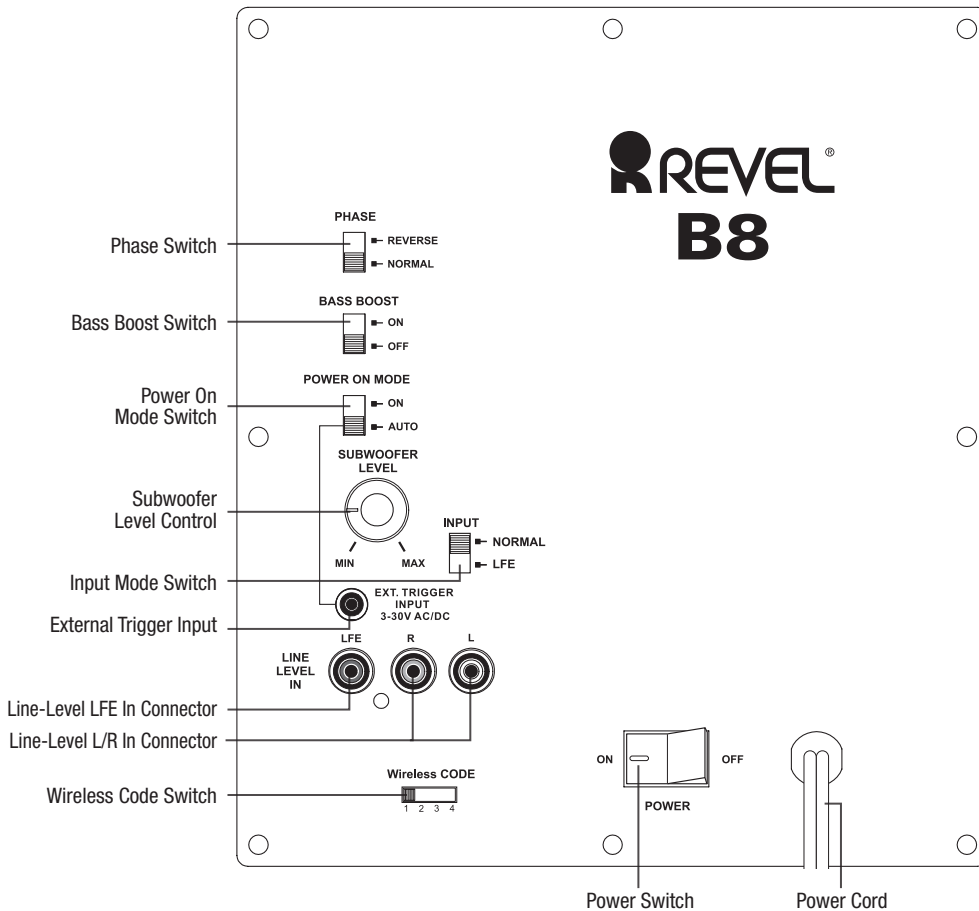 REVEL®
B8
PHASE
Phase Switch
REVERSE
NORMAL
BASS BOOST
Bass Boost Switch
ON
OFF
POWER ON MODE
Power On
Mode Switch
ON
AUTO
SUBWOOFER
LEVEL
Subwoofer
Level Control
MIN
MAX
INPUT
NORMAL
LFE
Input Mode Switch
EXT. TRIGGER
INPUT
3-30V AC/DC
External Trigger Input
LFE
R
L
LINE
LEVEL
IN
Line-Level LFE In Connector
Line-Level L/R In Connector
Wireless CODE
Wireless Code Switch
1 2 3 4
ON
OFF
POWER
Power Switch
Power Cord